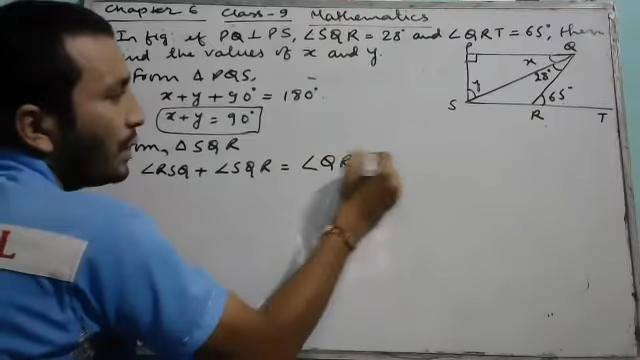 Chapter 6 Class-9 Mathematics
In fig: if PQ⊥PS, ∠SQR = 28° and ∠QRT = 65°, then
find the values of x and y.
From △PQS,
x+y+90° = 180°
x+y = 90°
△SQR
∠RSQ + ∠SQR = ∠QR
P
Q
x
28°
y
65°
S
R
T
L